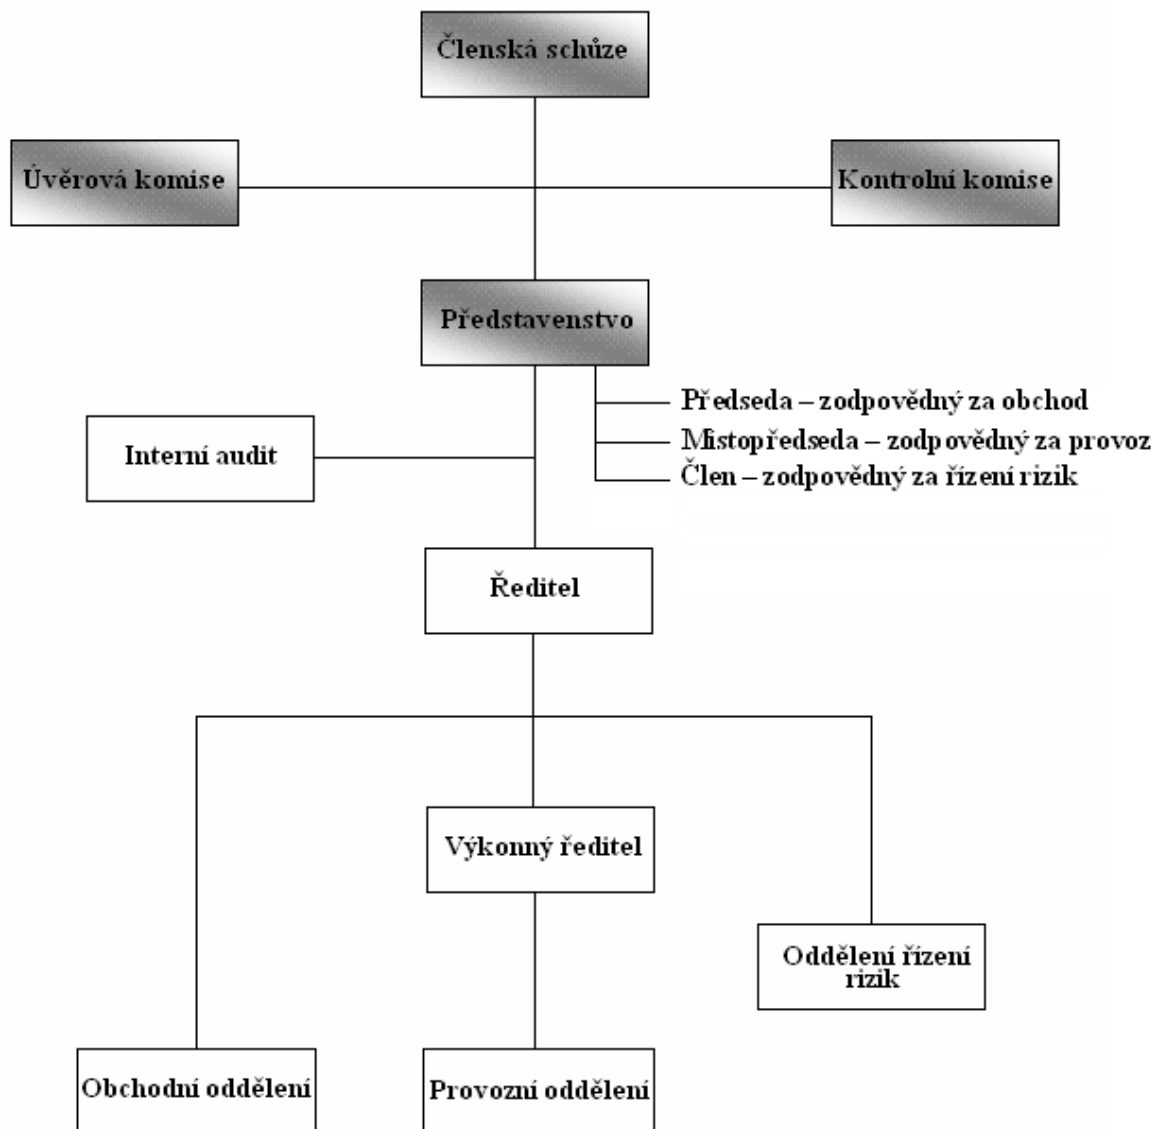 Členská schůze
Úvěrová komise
Kontrolní komise
Představenstvo
Předseda – zodpovědný za obchod
Místopředseda – zodpovědný za provoz
Člen – zodpovědný za řízení rizik
Interní audit
Ředitel
Výkonný ředitel
Oddělení řízení
rizik
Obchodní oddělení
Provozní oddělení